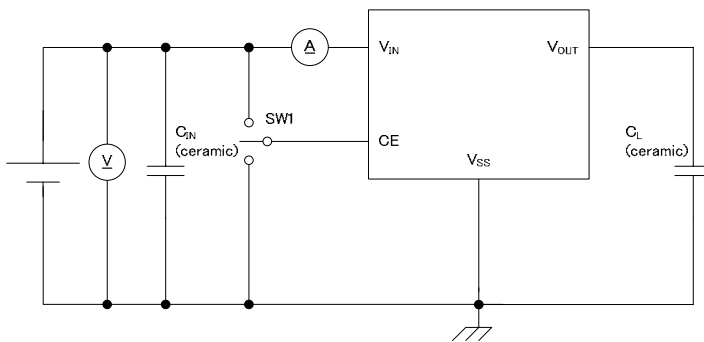 A
V_IN
V_OUT
SW1
C_IN
(ceramic)
CE
C_L
(ceramic)
V
V_SS